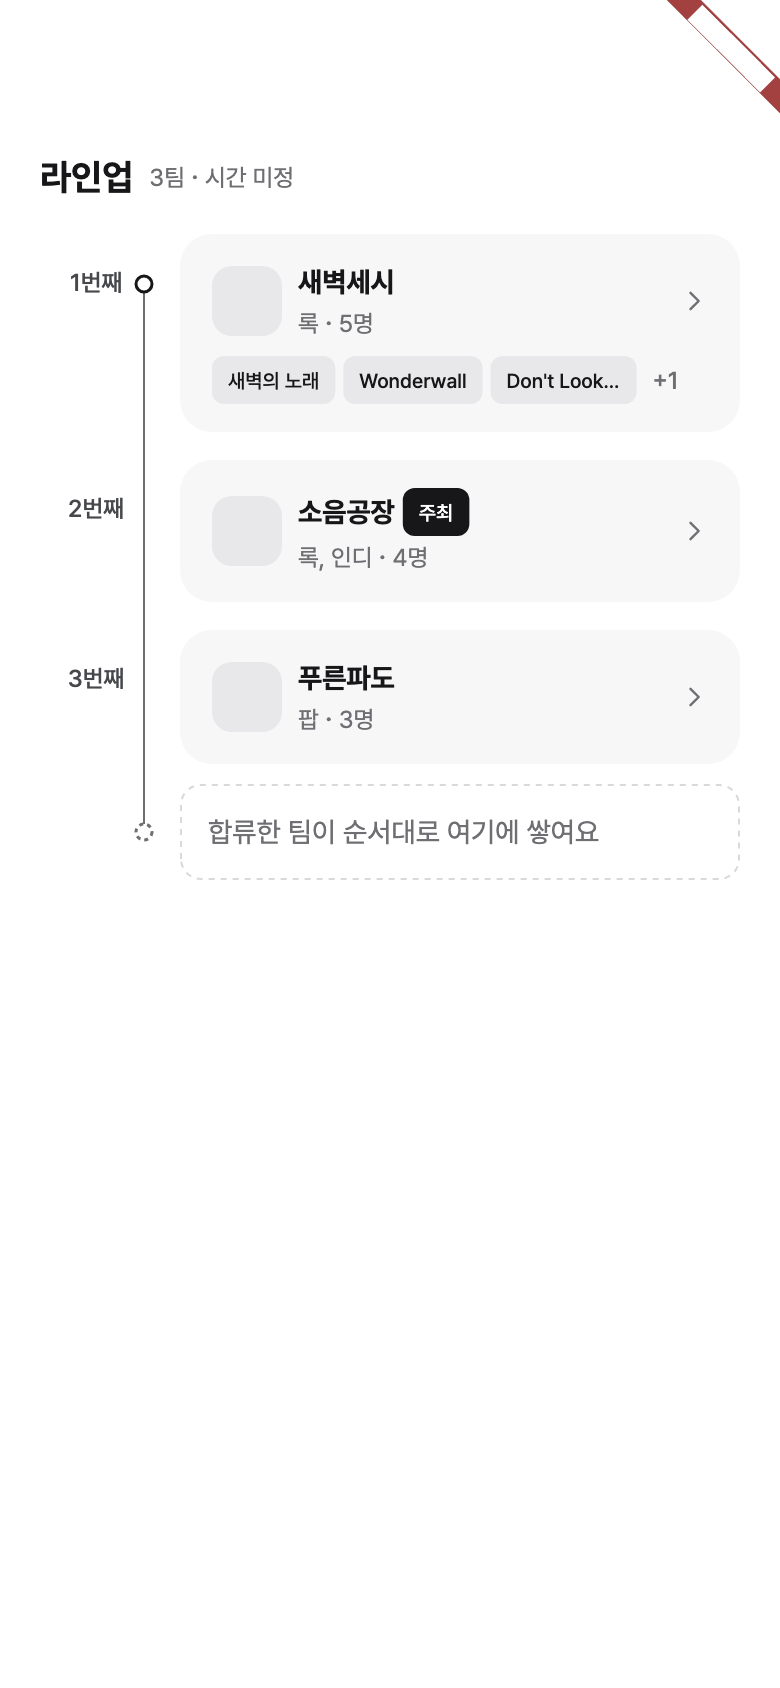 라인업 3팀 · 시간 미정
1번째
새벽세시
록 · 5명
새벽의 노래 Wonderwall Don't Look... +1
2번째
소음공장 주최
록, 인디 · 4명
3번째
푸른파도
팝 · 3명
합류한 팀이 순서대로 여기에 쌓여요